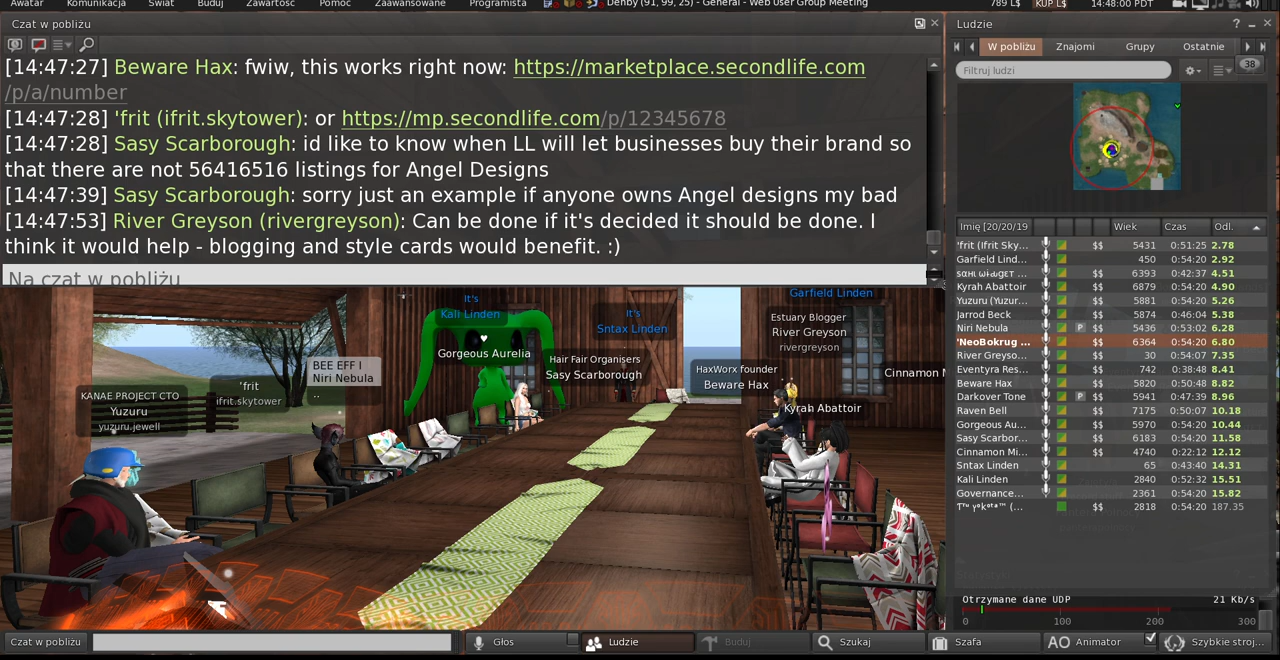 Awatar Komunikacja Świat Buduj Zawartość Pomoc Zaawansowane Programista Denby (91, 99, 25) - General - Web User Group Meeting 789 L$ KUP L$ 14:48:00 PDT
Czat w pobliżu
[14:47:27] Beware Hax: fwiw, this works right now: https://marketplace.secondlife.com
/p/a/number
[14:47:28] 'frit (ifrit.skytower): or https://mp.secondlife.com/p/12345678
[14:47:28] Sasy Scarborough: id like to know when LL will let businesses buy their brand so
that there are not 56416516 listings for Angel Designs
[14:47:39] Sasy Scarborough: sorry just an example if anyone owns Angel designs my bad
[14:47:53] River Greyson (rivergreyson): Can be done if it's decided it should be done. I
think it would help - blogging and style cards would benefit. :)
Na czat w pobliżu
It's
Kali Linden
Gorgeous Aurelia
It's
Sntax Linden
Hair Fair Organisers
Sasy Scarborough
Garfield Linden
Estuary Blogger
River Greyson
rivergreyson
HaxWorx founder
Beware Hax
Cinnamon M
Kyrah Abattoir
BEE EFF I
Niri Nebula
..
'frit
ifrit.skytower
KANAE PROJECT CTO
Yuzuru
yuzuru.jewell
Ludzie
W pobliżu Znajomi Grupy Ostatnie
Filtruj ludzi
38
Imię [20/20/19 Wiek Czas Odl.
'frit (Ifrit Sky... $$ 5431 0:51:25 2.78
Garfield Lind... 450 0:54:20 2.92
$$ 6393 0:42:37 4.51
Kyrah Abattoir $$ 6879 0:54:20 4.90
Yuzuru (Yuzur... $$ 5881 0:54:20 5.26
Jarrod Beck $$ 5874 0:46:04 5.38
Niri Nebula P $$ 5436 0:53:02 6.28
'NeoBokrug ... $$ 6364 0:54:20 6.80
River Greyso... $$ 30 0:54:07 7.35
Eventyra Res... $$ 742 0:38:48 8.41
Beware Hax $$ 5820 0:50:48 8.82
Darkover Tone P $$ 5941 0:47:39 8.96
Raven Bell $$ 7175 0:50:07 10.18
Gorgeous Au... $$ 5970 0:54:20 10.44
Sasy Scarbor... $$ 6183 0:54:20 11.58
Cinnamon Mi... $$ 4740 0:22:12 12.12
Sntax Linden 65 0:43:40 14.31
Kali Linden 2840 0:52:32 15.51
Governance... 2361 0:54:20 15.82
$$ 2818 0:54:20 187.35
Otrzymane dane UDP 21 Kb/s
0 100 200 300
Czat w pobliżu Głos Ludzie Buduj Szukaj Szafa AO Animator Szybkie stroj...